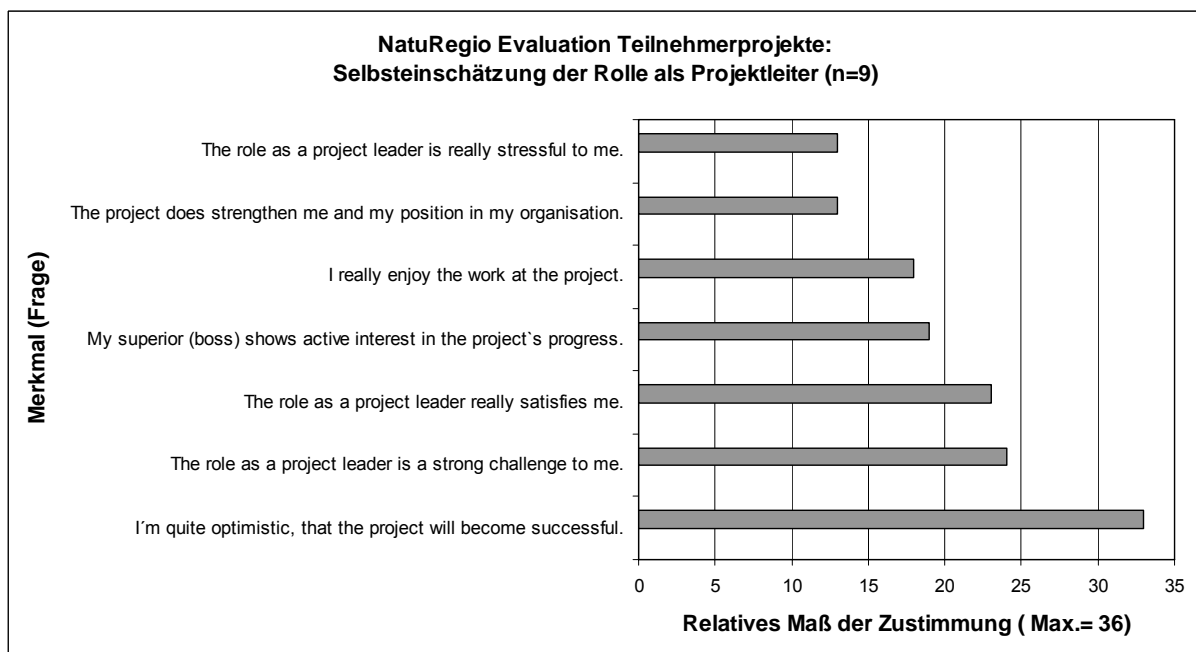 NatuRegio Evaluation Teilnehmerprojekte:
Selbsteinschätzung der Rolle als Projektleiter (n=9)
Merkmal (Frage)
The role as a project leader is really stressful to me.
The project does strengthen me and my position in my organisation.
I really enjoy the work at the project.
My superior (boss) shows active interest in the project`s progress.
The role as a project leader really satisfies me.
The role as a project leader is a strong challenge to me.
I´m quite optimistic, that the project will become successful.
0 5 10 15 20 25 30 35
Relatives Maß der Zustimmung ( Max.= 36)